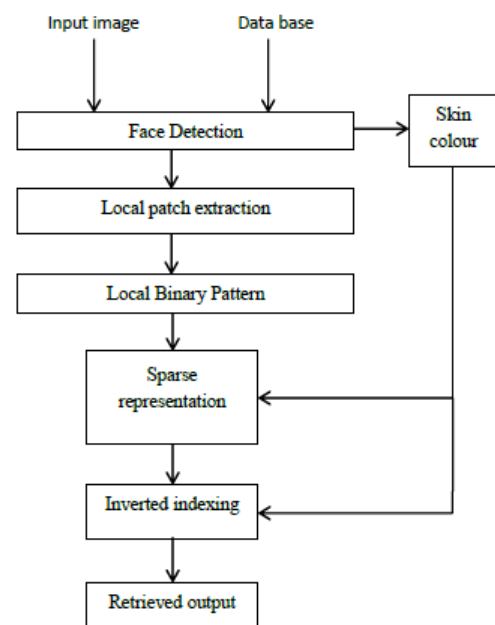 Input image
Data base
Face Detection
Skin
colour
Local patch extraction
Local Binary Pattern
Sparse
representation
Inverted indexing
Retrieved output